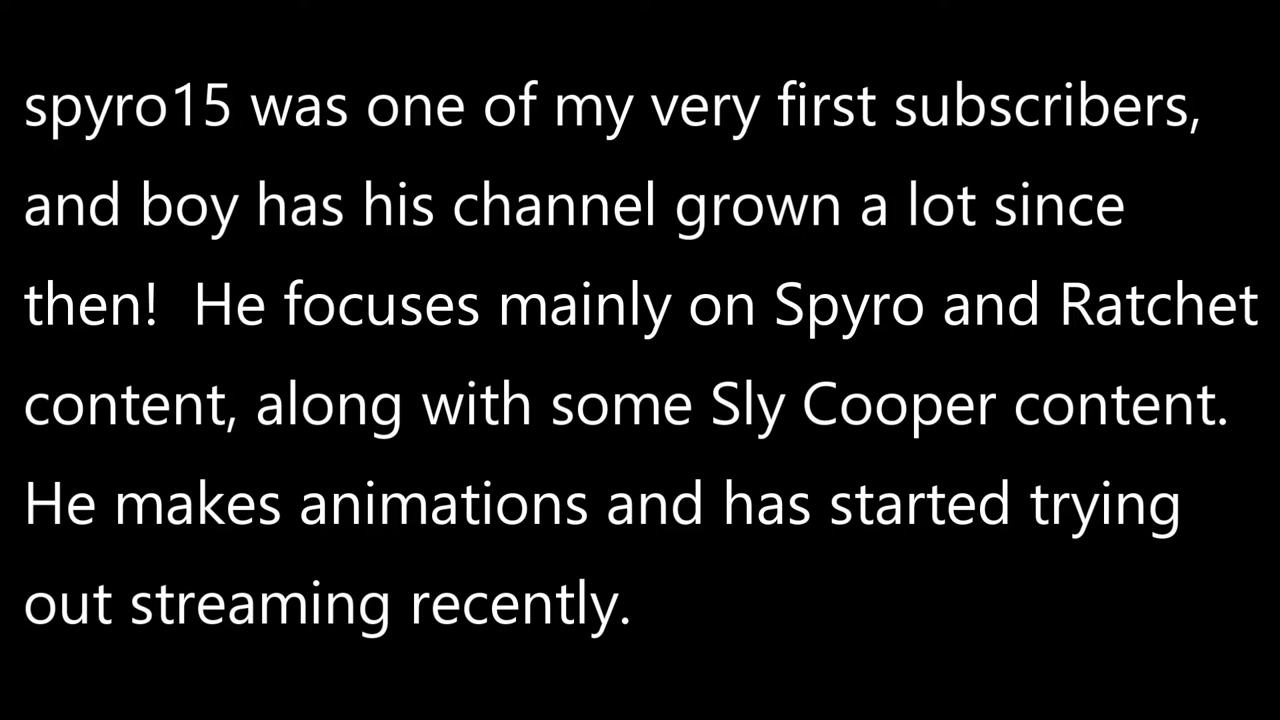 spyro15 was one of my very first subscribers,
and boy has his channel grown a lot since
then!  He focuses mainly on Spyro and Ratchet
content, along with some Sly Cooper content.
He makes animations and has started trying
out streaming recently.